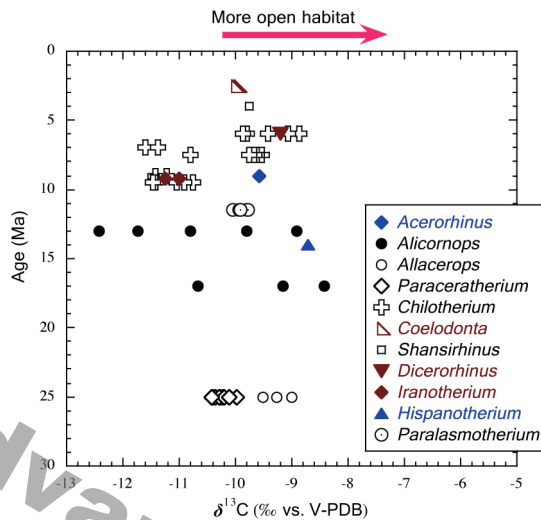 More open habitat
0
5
10
15
20
25
30
Age (Ma)
-13 -12 -11 -10 -9 -8 -7 -6 -5
δ13C (‰ vs. V-PDB)
Acerorhinus
Alicornops
Allacerops
Paraceratherium
Chilotherium
Coelodonta
Shansirhinus
Dicerorhinus
Iranotherium
Hispanotherium
Paralasmotherium
dva